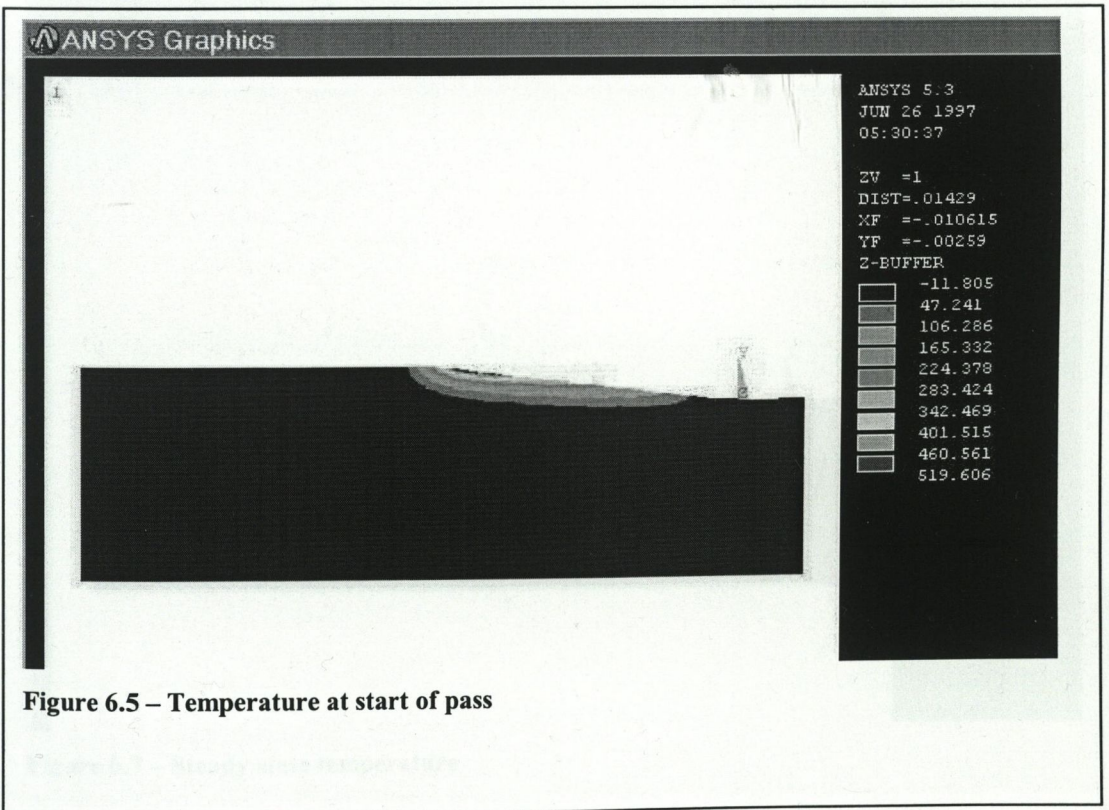 ANSYS Graphics
1
ANSYS 5.3
JUN 26 1997
05:30:37
ZV =1
DIST=.01429
XF =-.010615
YF =-.00259
Z-BUFFER
-11.805
47.241
106.286
165.332
224.378
283.424
342.469
401.515
460.561
519.606
Figure 6.5 – Temperature at start of pass